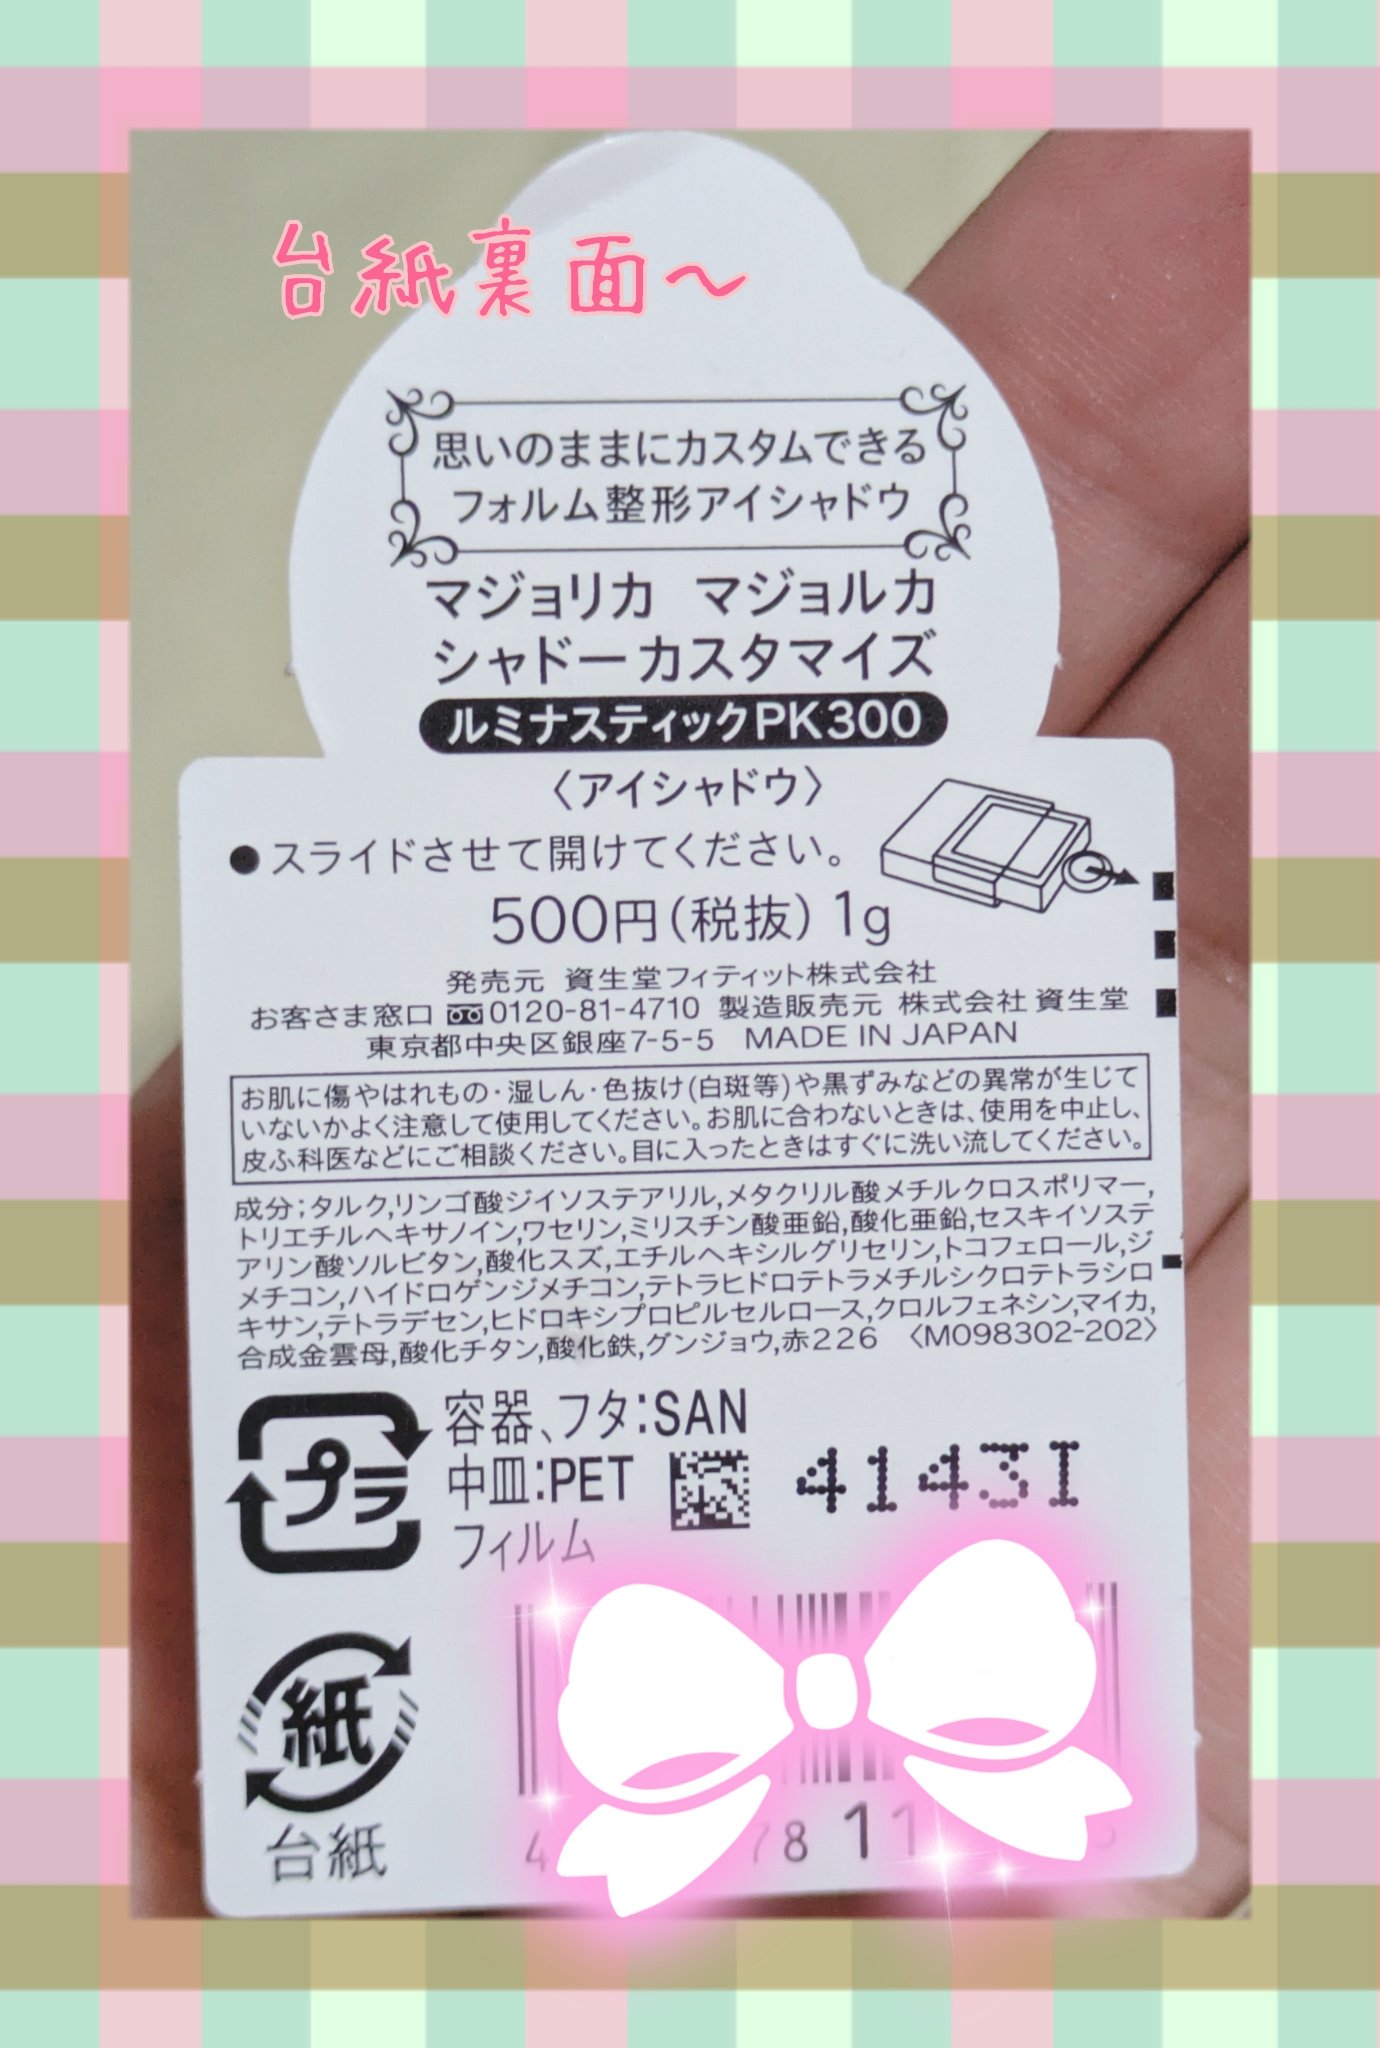 台紙裏面～
思いのままにカスタムできる
フォルム整形アイシャドウ
マジョリカ マジョルカ
シャドーカスタマイズ
ルミナスティックPK300
〈アイシャドウ〉
●スライドさせて開けてください。
500円(税抜) 1g
発売元 資生堂フィティット株式会社
お客さま窓口 0120-81-4710 製造販売元 株式会社 資生堂
東京都中央区銀座7-5-5 MADE IN JAPAN
お肌に傷やはれもの・湿しん・色抜け(白斑等)や黒ずみなどの異常が生じて
いないかよく注意して使用してください。お肌に合わないときは、使用を中止し、
皮ふ科医などにご相談ください。目に入ったときはすぐに洗い流してください。
成分；タルク,リンゴ酸ジイソステアリル,メタクリル酸メチルクロスポリマー,
トリエチルヘキサノイン,ワセリン,ミリスチン酸亜鉛,酸化亜鉛,セスキイソステ
アリン酸ソルビタン,酸化スズ,エチルヘキシルグリセリン,トコフェロール,ジ
メチコン,ハイドロゲンジメチコン,テトラヒドロテトラメチルシクロテトラシロ
キサン,テトラデセン,ヒドロキシプロピルセルロース,クロルフェネシン,マイカ,
合成金雲母,酸化チタン,酸化鉄,グンジョウ,赤226 〈M098302-202〉
プラ
容器、フタ：SAN
中皿：PET
フィルム
4143I
紙
台紙
4 78 11